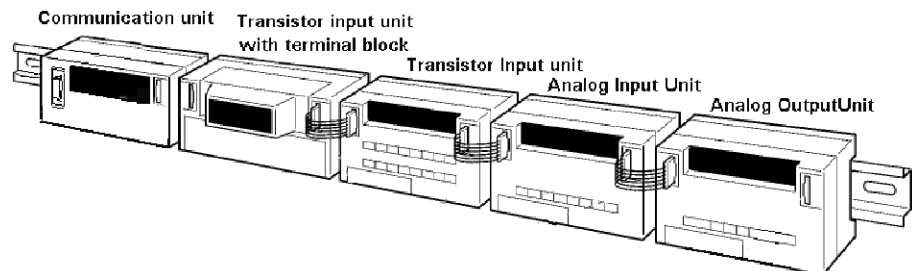 Communication unit
Transistor input unit
with terminal block
Transistor Input unit
Analog Input Unit
Analog OutputUnit